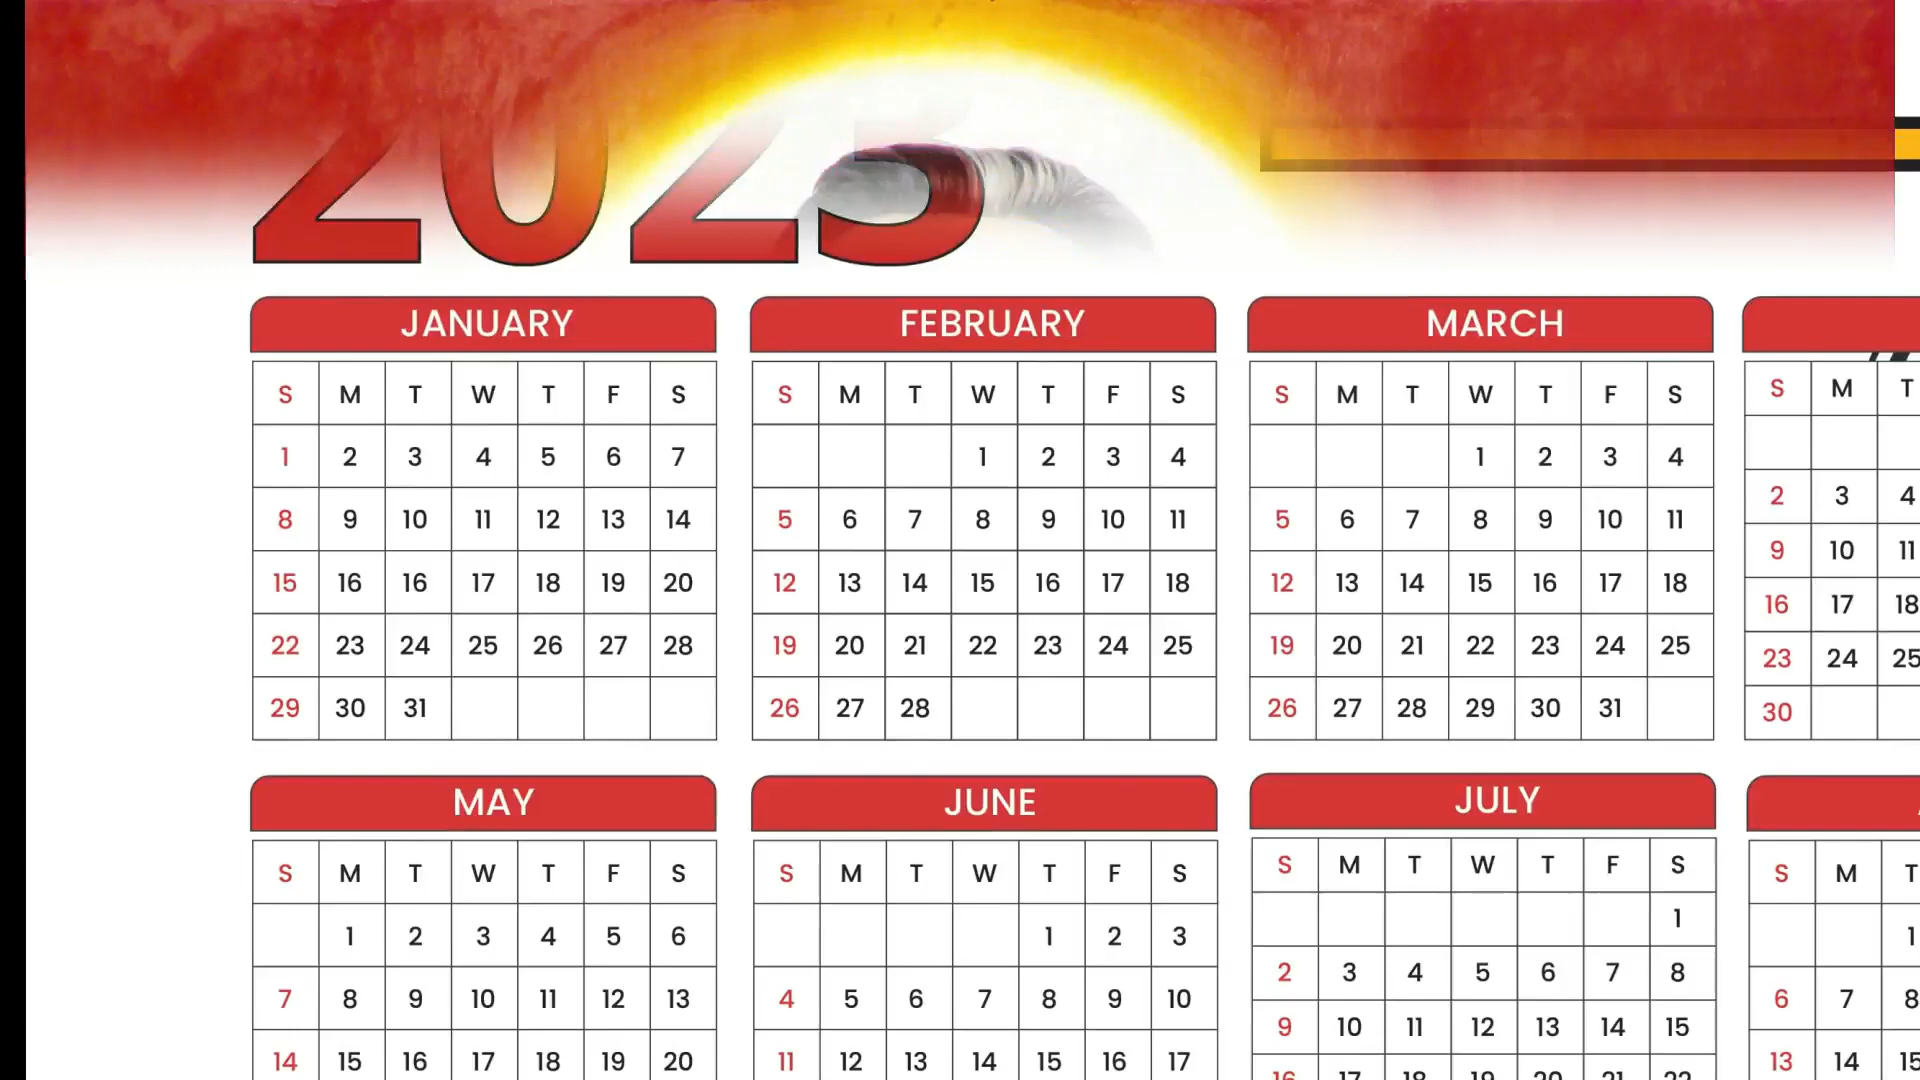 2023
JANUARY
S M T W T F S
1 2 3 4 5 6 7
8 9 10 11 12 13 14
15 16 16 17 18 19 20
22 23 24 25 26 27 28
29 30 31
FEBRUARY
S M T W T F S
1 2 3 4
5 6 7 8 9 10 11
12 13 14 15 16 17 18
19 20 21 22 23 24 25
26 27 28
MARCH
S M T W T F S
1 2 3 4
5 6 7 8 9 10 11
12 13 14 15 16 17 18
19 20 21 22 23 24 25
26 27 28 29 30 31
S M T
2 3 4
9 10 11
16 17 18
23 24 25
30
MAY
S M T W T F S
1 2 3 4 5 6
7 8 9 10 11 12 13
14 15 16 17 18 19 20
JUNE
S M T W T F S
1 2 3
4 5 6 7 8 9 10
11 12 13 14 15 16 17
JULY
S M T W T F S
1
2 3 4 5 6 7 8
9 10 11 12 13 14 15
16 17 18 19 20 21 22
S M T
1
6 7 8
13 14 15